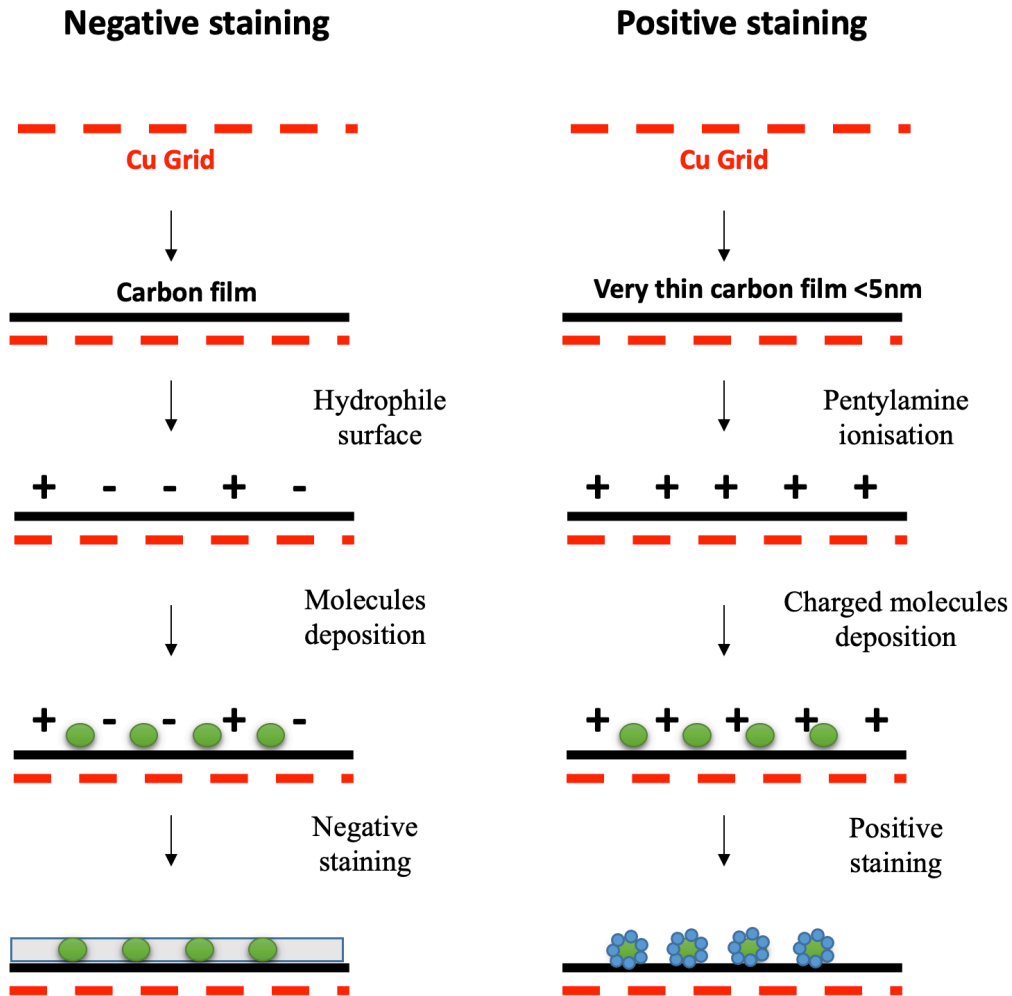 Negative staining
Positive staining
Cu Grid
Cu Grid
Carbon film
Very thin carbon film <5nm
Hydrophile
surface
Pentylamine
ionisation
+ - - + -
+ + + + +
Molecules
deposition
Charged molecules
deposition
+ - - + -
+ + + + +
Negative
staining
Positive
staining